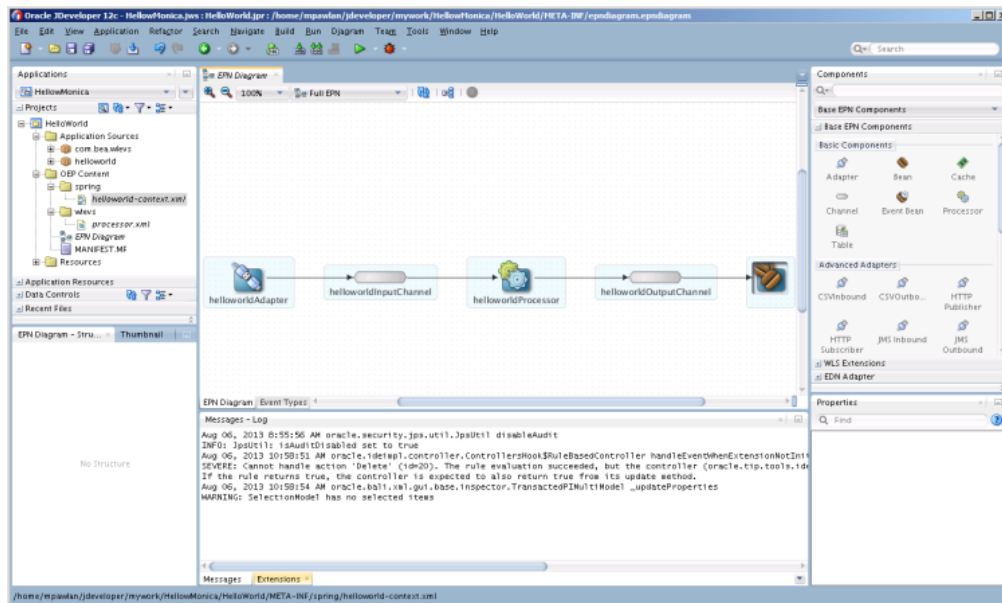 Oracle JDeveloper 12c - HellowMonica.jws : HelloWorld.jpr : /home/mpawlan/jdeveloper/mywork/HellowMonica/HelloWorld/META-INF/epndiagram.epndiagram
File Edit View Application Refactor Search Navigate Build Run Diagram Team Tools Window Help
Search
Applications
HellowMonica
Projects
HelloWorld
Application Sources
com.bea.wlevs
helloworld
OEP Content
spring
helloworld-context.xml
wlevs
processor.xml
EPN Diagram
MANIFEST.MF
Resources
Application Resources
Data Controls
Recent Files
EPN Diagram - Stru... Thumbnail
No Structure
EPN Diagram
100% Full EPN
helloworldAdapter
helloworldInputChannel
helloworldProcessor
helloworldOutputChannel
EPN Diagram Event Types
Messages - Log
Aug 06, 2013 8:55:56 AM oracle.security.jps.util.JpsUtil disableAudit
INFO: JpsUtil: isAuditDisabled set to true
Aug 06, 2013 10:58:51 AM oracle.ideimpl.controller.ControllersHook$RuleBasedController handleEventWhenExtensionNotIni
SEVERE: Cannot handle action 'Delete' (id=20). The rule evaluation succeeded, but the controller (oracle.tip.tools.ide
If the rule returns true, the controller is expected to also return true from its update method.
Aug 06, 2013 10:58:54 AM oracle.bali.xml.gui.base.inspector.TransactedPIMultiModel _updateProperties
WARNING: SelectionModel has no selected items
Messages Extensions
Components
Base EPN Components
Base EPN Components
Basic Components
Adapter Bean Cache
Channel Event Bean Processor
Table
Advanced Adapters
CSVInbound CSVOutbo... HTTP Publisher
HTTP Subscriber JMS Inbound JMS Outbound
WLS Extensions
EDN Adapter
Properties
Find
/home/mpawlan/jdeveloper/mywork/HellowMonica/HelloWorld/META-INF/spring/helloworld-context.xml